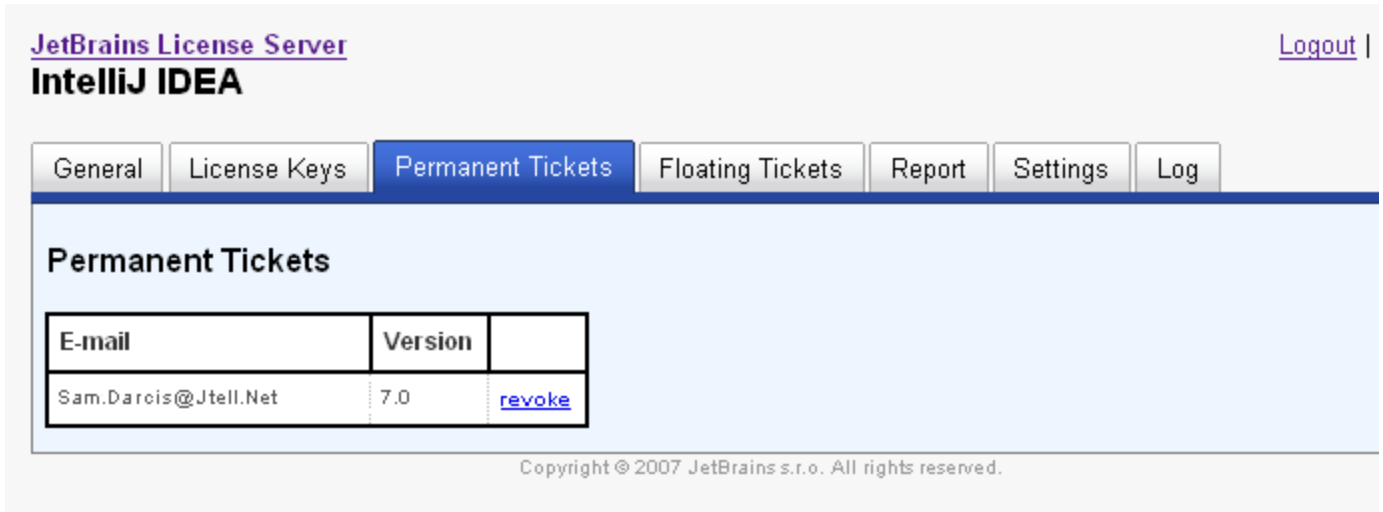 JetBrains License Server
Logout |
IntelliJ IDEA
General License Keys Permanent Tickets Floating Tickets Report Settings Log
Permanent Tickets
E-mail Version
Sam.Darcis@Jtell.Net 7.0 revoke
Copyright © 2007 JetBrains s.r.o. All rights reserved.